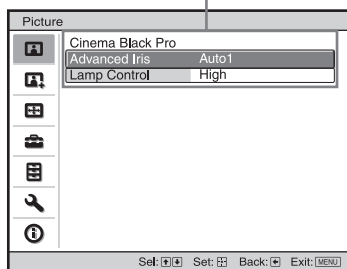 Picture
Cinema Black Pro
Advanced Iris Auto1
Lamp Control High
Sel: Set: Back: Exit: MENU